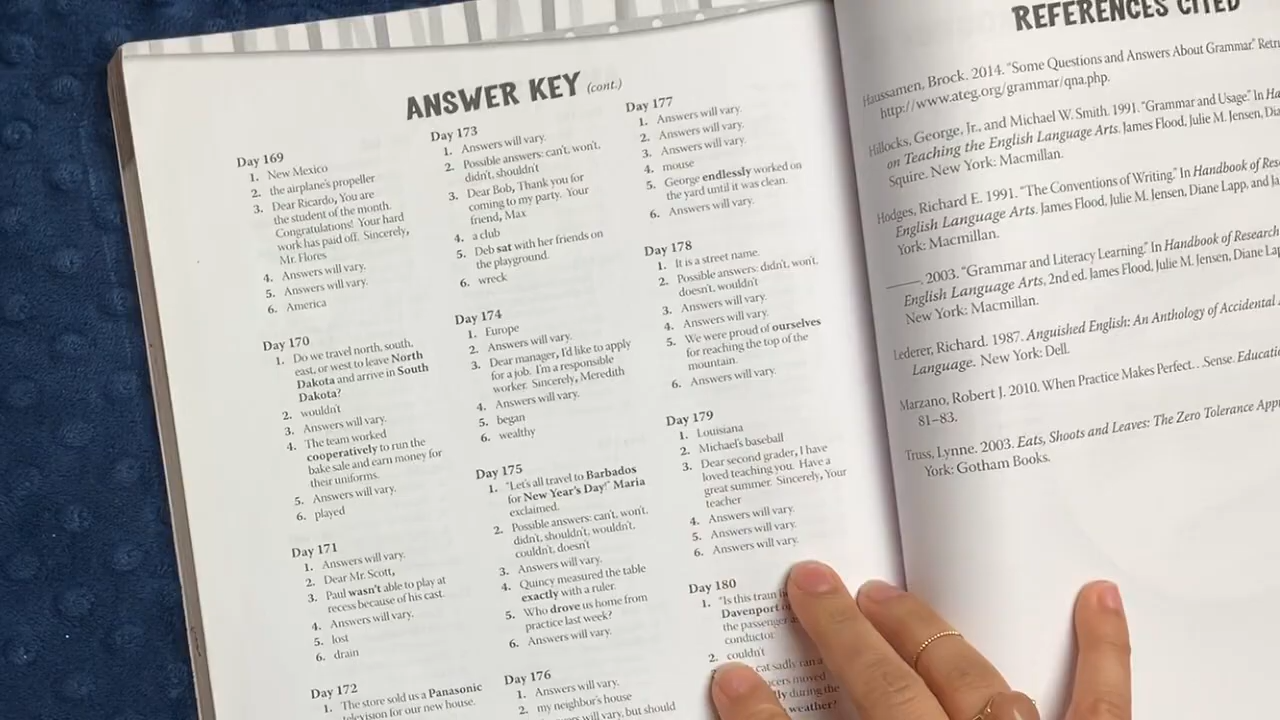 ANSWER KEY (cont.)
Day 169
1. New Mexico
2. the airplane's propeller
3. Dear Ricardo, You are
the student of the month.
Congratulations! Your hard
work has paid off. Sincerely,
Mr. Flores
4. Answers will vary.
5. Answers will vary.
6. America
Day 170
1. Do we travel north, south,
east, or west to leave North
Dakota and arrive in South
Dakota?
2. wouldn't
3. Answers will vary.
4. The team worked
cooperatively to run the
bake sale and earn money for
their uniforms.
5. Answers will vary.
6. played
Day 171
1. Answers will vary.
2. Dear Mr. Scott,
3. Paul wasn't able to play at
recess because of his cast.
4. Answers will vary.
5. lost
6. drain
Day 172
1. The store sold us a Panasonic
television for our new house.
Day 173
1. Answers will vary.
2. Possible answers: can't, won't,
didn't, shouldn't
3. Dear Bob, Thank you for
coming to my party. Your
friend, Max
4. a club
5. Deb sat with her friends on
the playground.
6. wreck
Day 174
1. Europe
2. Answers will vary.
3. Dear manager, I'd like to apply
for a job. I'm a responsible
worker. Sincerely, Meredith
4. Answers will vary.
5. began
6. wealthy
Day 175
1. "Let's all travel to Barbados
for New Year's Day!" Maria
exclaimed.
2. Possible answers: can't, won't,
didn't, shouldn't, wouldn't,
couldn't, doesn't
3. Answers will vary.
4. Quincy measured the table
exactly with a ruler.
5. Who drove us home from
practice last week?
6. Answers will vary.
Day 176
1. Answers will vary.
2. my neighbor's house
will vary, but should
Day 177
1. Answers will vary.
2. Answers will vary.
3. Answers will vary.
4. mouse
5. George endlessly worked on
the yard until it was clean.
6. Answers will vary.
Day 178
1. It is a street name.
2. Possible answers: didn't, won't,
doesn't, wouldn't
3. Answers will vary.
4. Answers will vary.
5. We were proud of ourselves
for reaching the top of the
mountain.
6. Answers will vary.
Day 179
1. Louisiana
2. Michael's baseball
3. Dear second grader, I have
loved teaching you. Have a
great summer. Sincerely, Your
teacher
4. Answers will vary.
5. Answers will vary.
6. Answers will vary.
Day 180
1. "Is this train
Davenport
the passenger
conductor.
2. couldn't
cat sadly ran a
moved
during the
weather?
REFERENCES CITED
Haussamen, Brock. 2014. "Some Questions and Answers About Grammar."
http://www.ateg.org/grammar/qna.php.
Hillocks, George, Jr., and Michael W. Smith. 1991. "Grammar and Usage." In
on Teaching the English Language Arts. James Flood, Julie M. Jensen,
Squire. New York: Macmillan.
Hodges, Richard E. 1991. "The Conventions of Writing." In Handbook of
English Language Arts. James Flood, Julie M. Jensen, Diane Lapp, and
York: Macmillan.
______. 2003. "Grammar and Literacy Learning." In Handbook of Research
English Language Arts, 2nd ed. James Flood, Julie M. Jensen, Diane
New York: Macmillan.
Lederer, Richard. 1987. Anguished English: An Anthology of Accidental
Language. New York: Dell.
Marzano, Robert J. 2010. When Practice Makes Perfect... Sense.
81–83.
Truss, Lynne. 2003. Eats, Shoots and Leaves: The Zero Tolerance
York: Gotham Books.